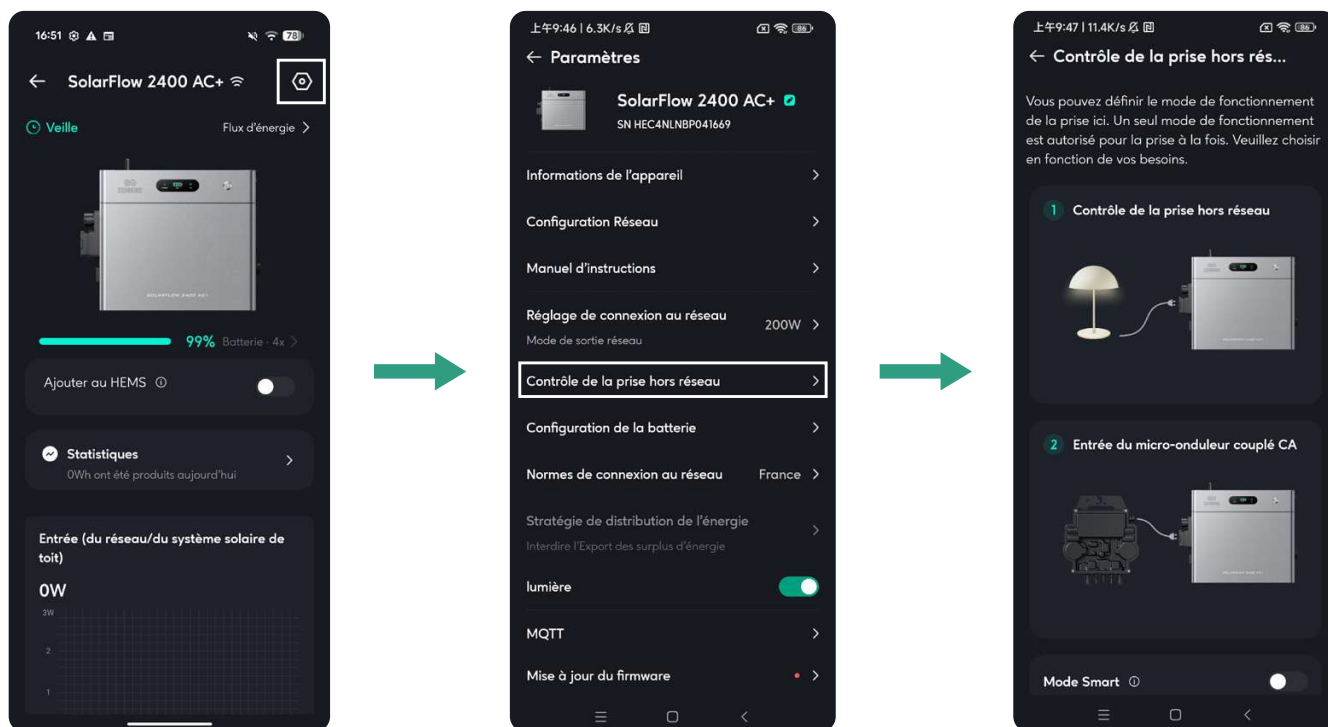 16:51
78
SolarFlow 2400 AC+
Veille
Flux d'énergie
SOLARFLOW 2400 AC+
99% Batterie · 4x
Ajouter au HEMS
Statistiques
0Wh ont été produits aujourd'hui
Entrée (du réseau/du système solaire de
toit)
0W
3W
2
1
上午9:46 | 6.3K/s
86
Paramètres
SolarFlow 2400 AC+
SN HEC4NLNBP041669
Informations de l'appareil
Configuration Réseau
Manuel d'instructions
Réglage de connexion au réseau
200W
Mode de sortie réseau
Contrôle de la prise hors réseau
Configuration de la batterie
Normes de connexion au réseau
France
Stratégie de distribution de l'énergie
Interdire l'Export des surplus d'énergie
lumière
MQTT
Mise à jour du firmware
上午9:47 | 11.4K/s
86
Contrôle de la prise hors rés...
Vous pouvez définir le mode de fonctionnement
de la prise ici. Un seul mode de fonctionnement
est autorisé pour la prise à la fois. Veuillez choisir
en fonction de vos besoins.
1 Contrôle de la prise hors réseau
2 Entrée du micro-onduleur couplé CA
Mode Smart